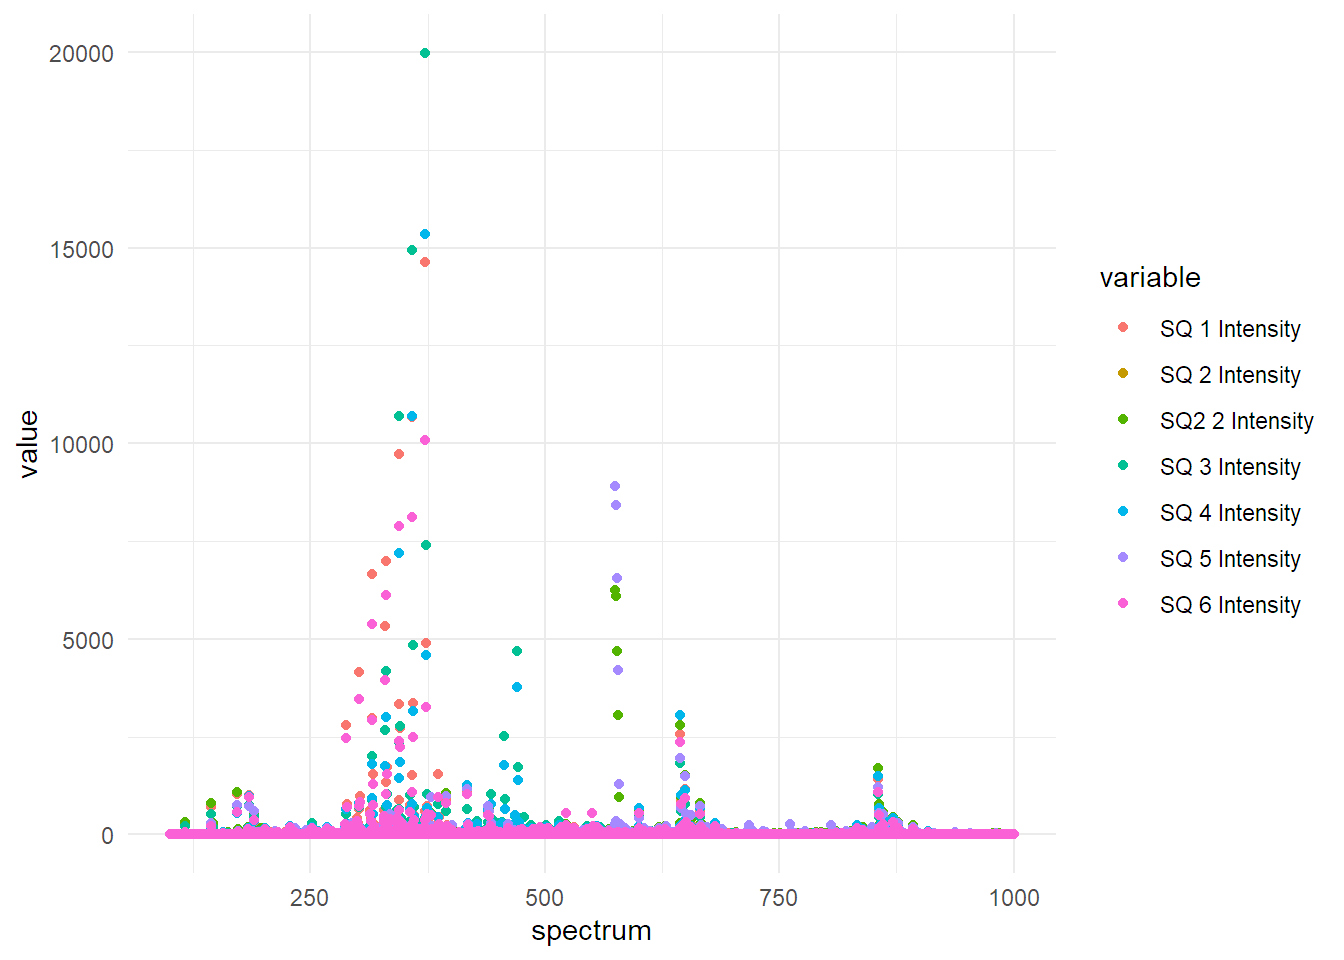 20000
15000
10000
5000
0
value
250
500
750
1000
spectrum
variable
SQ 1 Intensity
SQ 2 Intensity
SQ2 2 Intensity
SQ 3 Intensity
SQ 4 Intensity
SQ 5 Intensity
SQ 6 Intensity